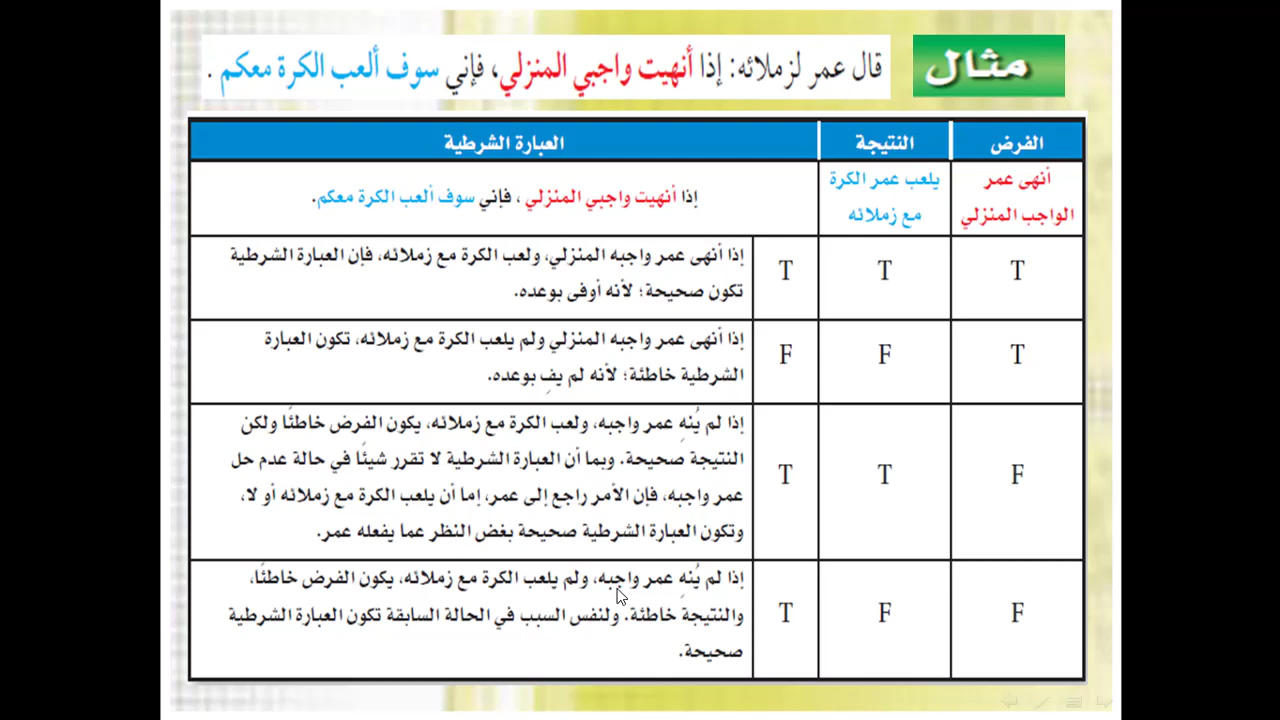 مثال
قال عمر لزملائه: إذا أنهيت واجبي المنزلي، فإني سوف ألعب الكرة معكم .
الفرض النتيجة العبارة الشرطية
أنهى عمر
الواجب المنزلي
يلعب عمر الكرة
مع زملائه
إذا أنهيت واجبي المنزلي ، فإني سوف ألعب الكرة معكم.
T T T
إذا أنهى عمر واجبه المنزلي، ولعب الكرة مع زملائه، فإن العبارة الشرطية
تكون صحيحة؛ لأنه أوفى بوعده.
T F F
إذا أنهى عمر واجبه المنزلي ولم يلعب الكرة مع زملائه، تكون العبارة
الشرطية خاطئة؛ لأنه لم يفِ بوعده.
F T T
إذا لم يُنهِ عمر واجبه، ولعب الكرة مع زملائه، يكون الفرض خاطئًا ولكن
النتيجة صحيحة. وبما أن العبارة الشرطية لا تقرر شيئًا في حالة عدم حل
عمر واجبه، فإن الأمر راجع إلى عمر، إما أن يلعب الكرة مع زملائه أو لا،
وتكون العبارة الشرطية صحيحة بغض النظر عما يفعله عمر.
F F T
إذا لم يُنهِ عمر واجبه، ولم يلعب الكرة مع زملائه، يكون الفرض خاطئًا،
والنتيجة خاطئة. ولنفس السبب في الحالة السابقة تكون العبارة الشرطية
صحيحة.